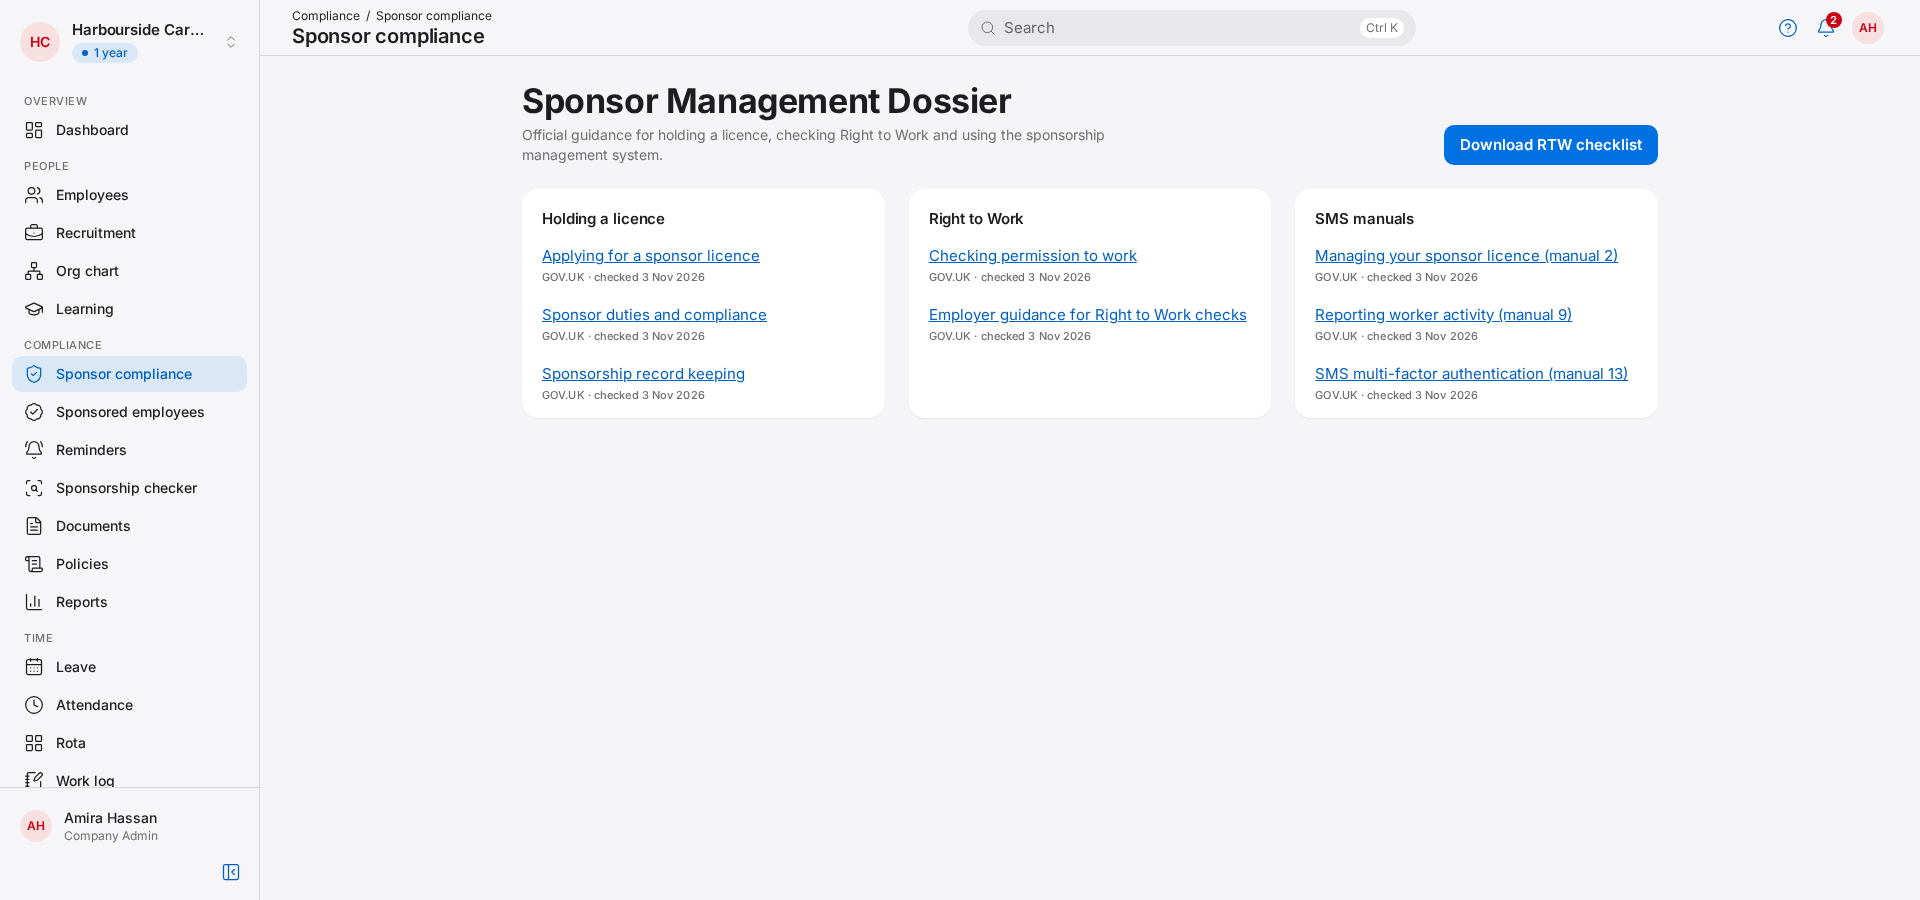 HC
Harbourside Car...
1 year
OVERVIEW
Dashboard
PEOPLE
Employees
Recruitment
Org chart
Learning
COMPLIANCE
Sponsor compliance
Sponsored employees
Reminders
Sponsorship checker
Documents
Policies
Reports
TIME
Leave
Attendance
Rota
Work log
AH
Amira Hassan
Company Admin
Compliance / Sponsor compliance
Sponsor compliance
Search
Ctrl K
2
AH
Sponsor Management Dossier
Official guidance for holding a licence, checking Right to Work and using the sponsorship
management system.
Download RTW checklist
Holding a licence
Applying for a sponsor licence
GOV.UK · checked 3 Nov 2026
Sponsor duties and compliance
GOV.UK · checked 3 Nov 2026
Sponsorship record keeping
GOV.UK · checked 3 Nov 2026
Right to Work
Checking permission to work
GOV.UK · checked 3 Nov 2026
Employer guidance for Right to Work checks
GOV.UK · checked 3 Nov 2026
SMS manuals
Managing your sponsor licence (manual 2)
GOV.UK · checked 3 Nov 2026
Reporting worker activity (manual 9)
GOV.UK · checked 3 Nov 2026
SMS multi-factor authentication (manual 13)
GOV.UK · checked 3 Nov 2026